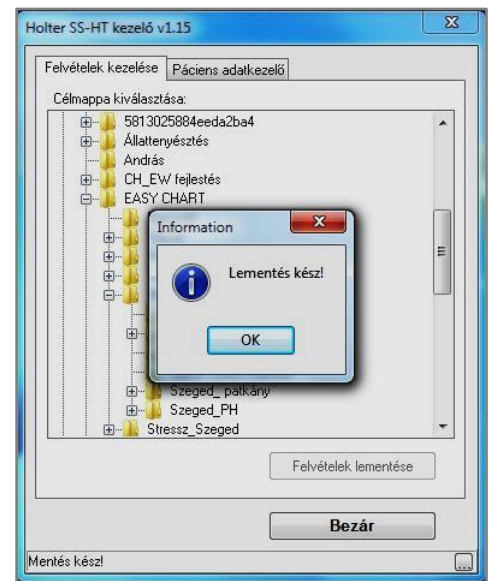 Holter SS-HT kezelő v1.15
Felvételek kezelése
Páciens adatkezelő
Célmappa kiválasztása:
5813025884eeda2ba4
Állattenyésztés
András
CH_EW fejlestés
EASY CHART
Information
Lementés kész!
OK
Szeged_ patkány
Szeged_PH
Stressz_Szeged
Felvételek lementése
Bezár
Mentés kész!
...